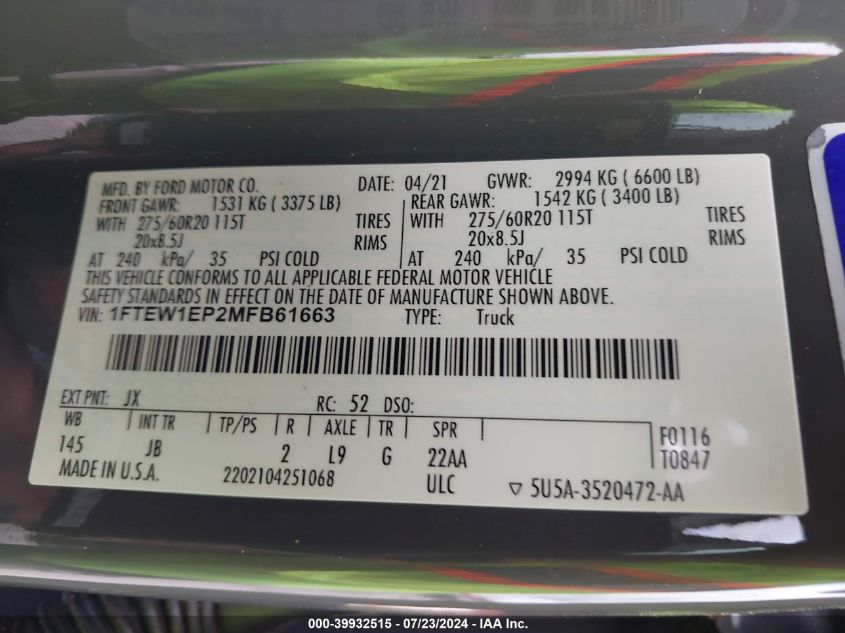 MFD. BY FORD MOTOR CO. DATE: 04/21 GVWR: 2994 KG ( 6600 LB)
FRONT GAWR: 1531 KG ( 3375 LB) REAR GAWR: 1542 KG ( 3400 LB)
WITH 275/60R20 115T TIRES WITH 275/60R20 115T TIRES
20x8.5J RIMS 20x8.5J RIMS
AT 240 kPa/ 35 PSI COLD AT 240 kPa/ 35 PSI COLD
THIS VEHICLE CONFORMS TO ALL APPLICABLE FEDERAL MOTOR VEHICLE
SAFETY STANDARDS IN EFFECT ON THE DATE OF MANUFACTURE SHOWN ABOVE.
VIN: 1FTEW1EP2MFB61663 TYPE: Truck
EXT PNT: JX RC: 52 DSO:
WB INT TR TP/PS R AXLE TR SPR
145 JB 2 L9 G 22AA F0116
T0847
MADE IN U.S.A. 2202104251068 ULC ▽ 5U5A-3520472-AA
000-39932515 - 07/23/2024 - IAAI Inc.